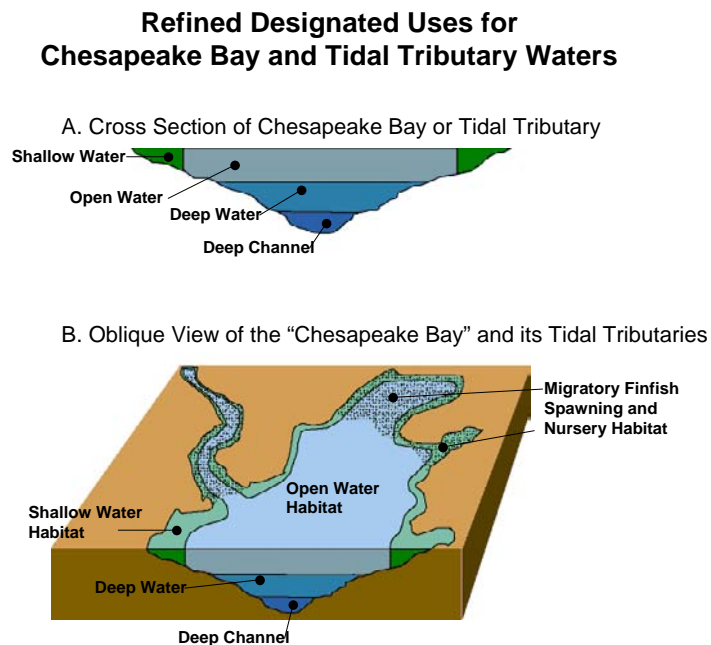 Refined Designated Uses for
Chesapeake Bay and Tidal Tributary Waters
A. Cross Section of Chesapeake Bay or Tidal Tributary
Shallow Water
Open Water
Deep Water
Deep Channel
B. Oblique View of the “Chesapeake Bay” and its Tidal Tributaries
Migratory Finfish
Spawning and
Nursery Habitat
Open Water
Habitat
Shallow Water
Habitat
Deep Water
Deep Channel